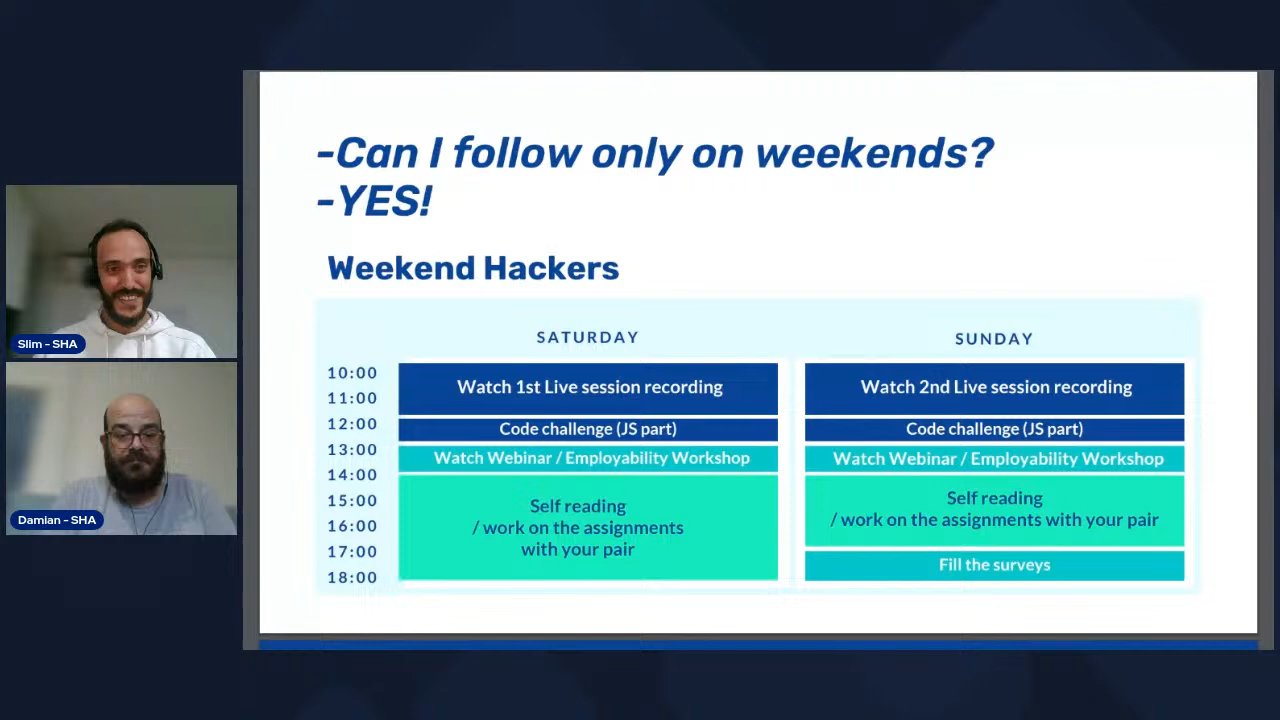 -Can I follow only on weekends?
-YES!
Weekend Hackers
SATURDAY
SUNDAY
10:00
11:00
12:00
13:00
14:00
15:00
16:00
17:00
18:00
Watch 1st Live session recording
Code challenge (JS part)
Watch Webinar / Employability Workshop
Self reading
/ work on the assignments
with your pair
Watch 2nd Live session recording
Code challenge (JS part)
Watch Webinar / Employability Workshop
Self reading
/ work on the assignments with your pair
Fill the surveys
Slim - SHA
Damian - SHA